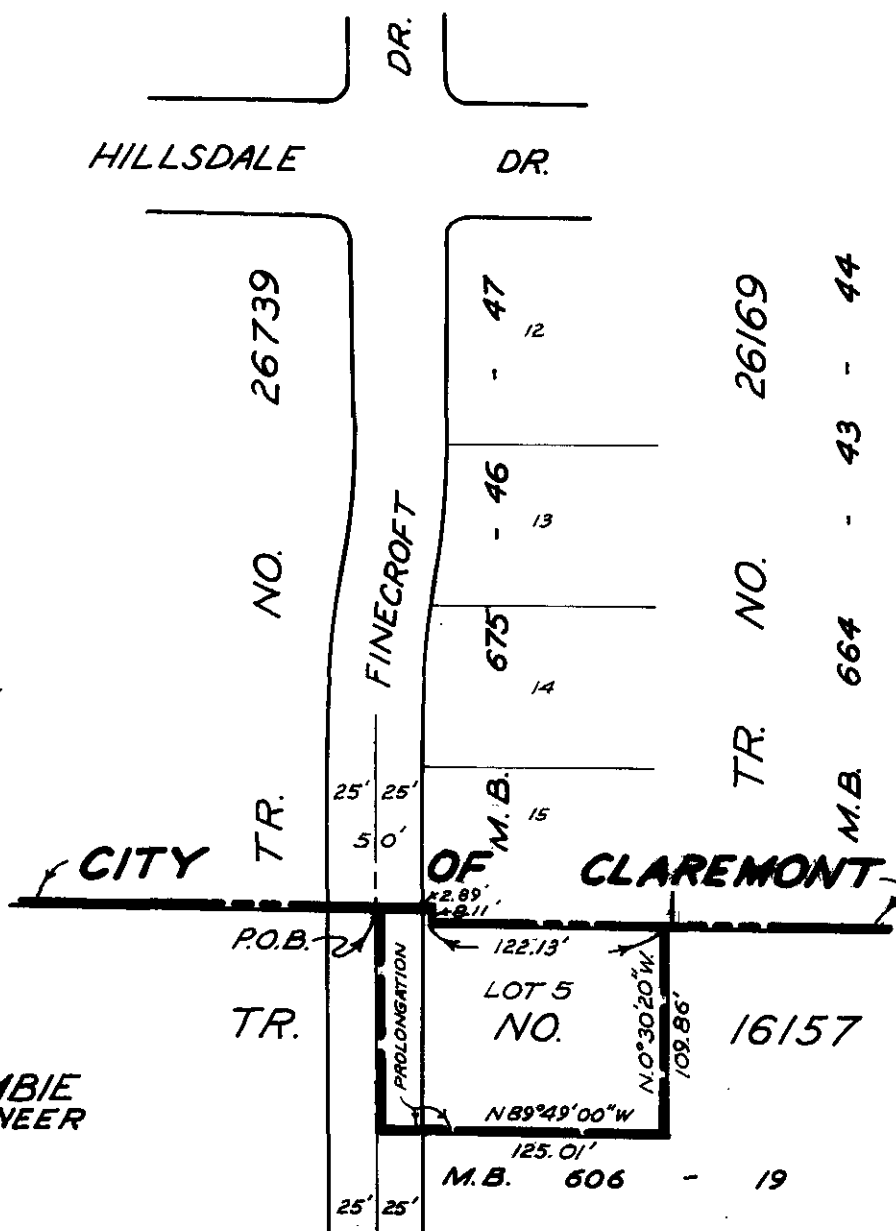 DR.
HILLSDALE DR.
TR. NO. 26739
FINECROFT
M.B. 675 - 46 - 47
12
13
14
15
TR. NO. 26169
M.B. 664 - 43 - 44
25' 25'
50'
CITY OF CLAREMONT
2.89'
8.11'
P.O.B.
122.13'
PROLONGATION
LOT 5
TR. NO. 16157
N.0°30'20"W.
109.86'
MBIE
NEER
N89°49'00"W
125.01'
M.B. 606 - 19
25' 25'